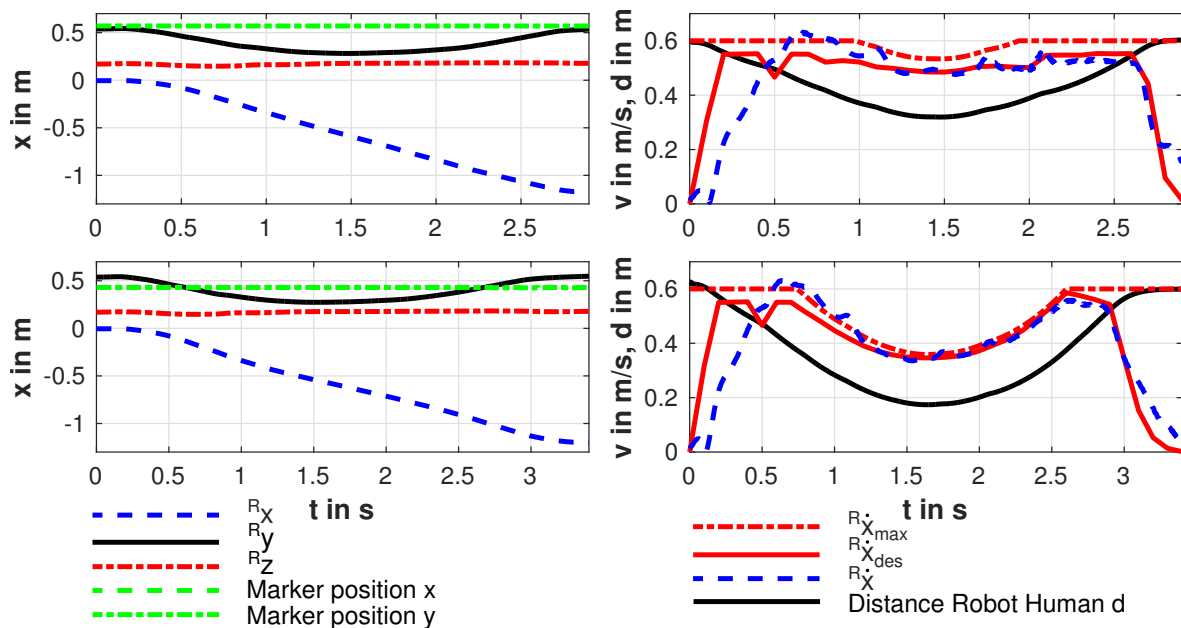 x in m
0.5
0
-0.5
-1
0 0.5 1 1.5 2 2.5
v in m/s, d in m
0.6
0.4
0.2
0
0 0.5 1 1.5 2 2.5
x in m
0.5
0
-0.5
-1
0 0.5 1 1.5 2 2.5 3
t in s
v in m/s, d in m
0.6
0.4
0.2
0
0 0.5 1 1.5 2 2.5 3
t in s
ᴿx
ᴿy
ᴿz
Marker position x
Marker position y
ᴿẋmax
ᴿẋdes
ᴿẋ
Distance Robot Human d